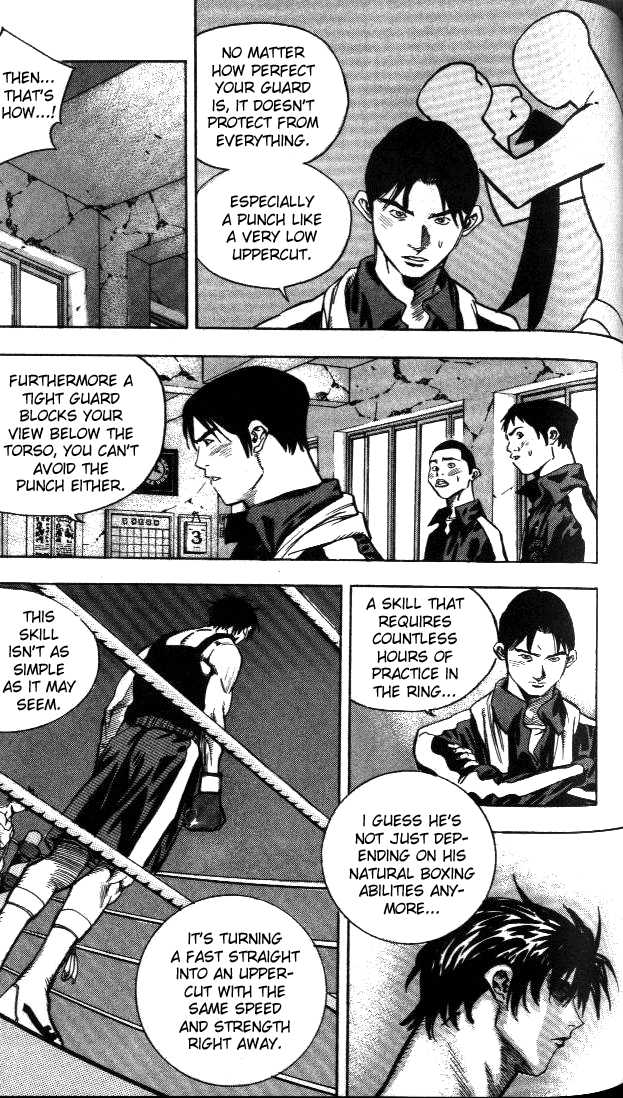 THEN...
THAT'S
HOW...!
NO MATTER
HOW PERFECT
YOUR GUARD
IS, IT DOESN'T
PROTECT FROM
EVERYTHING.
ESPECIALLY
A PUNCH LIKE
A VERY LOW
UPPERCUT.
FURTHERMORE A
TIGHT GUARD
BLOCKS YOUR
VIEW BELOW THE
TORSO, YOU CAN'T
AVOID THE
PUNCH EITHER.
3
THIS
SKILL
ISN'T AS
SIMPLE
AS IT MAY
SEEM.
IT'S TURNING
A FAST STRAIGHT
INTO AN UPPER-
CUT WITH THE
SAME SPEED
AND STRENGTH
RIGHT AWAY.
A SKILL THAT
REQUIRES
COUNTLESS
HOURS OF
PRACTICE IN
THE RING...
I GUESS HE'S
NOT JUST DEP-
ENDING ON HIS
NATURAL BOXING
ABILITIES ANY-
MORE...